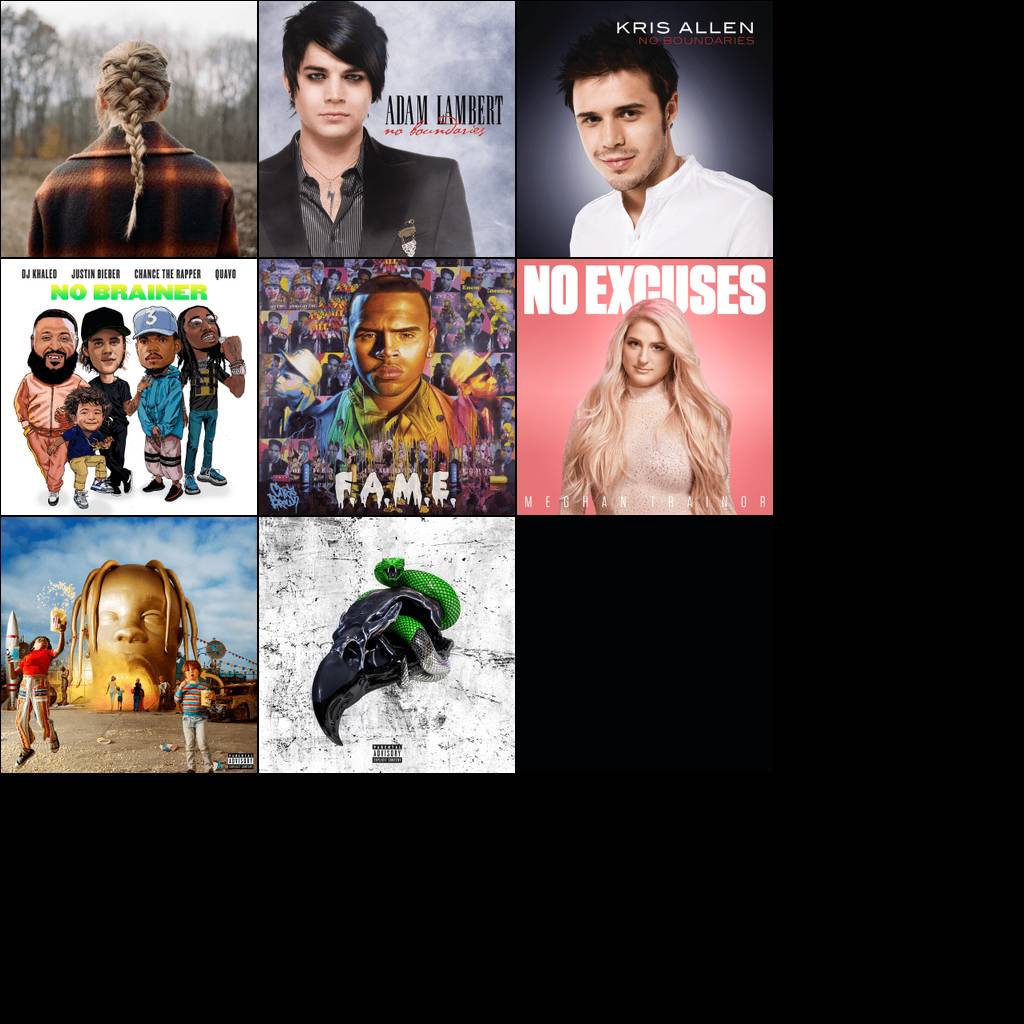 ADAM LAMBERT
no boundaries
KRIS ALLEN
NO BOUNDARIES
DJ KHALED JUSTIN BIEBER CHANCE THE RAPPER QUAVO
NO BRAINER
3
F.A.M.E.
NO EXCUSES
MEGHAN TRAINOR
PARENTAL
ADVISORY
EXPLICIT CONTENT
PARENTAL
ADVISORY
EXPLICIT CONTENT